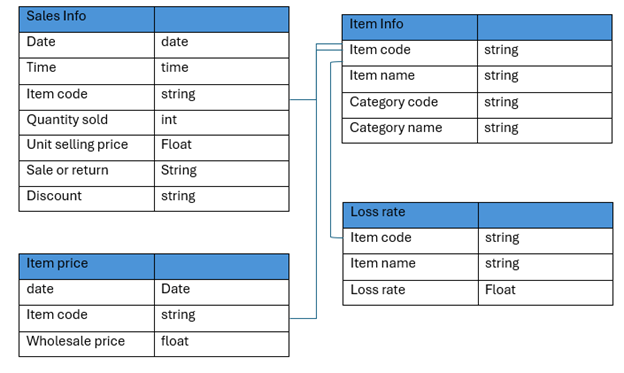 Sales Info
Date date
Time time
Item code string
Quantity sold int
Unit selling price Float
Sale or return String
Discount string
Item Info
Item code string
Item name string
Category code string
Category name string
Item price
date Date
Item code string
Wholesale price float
Loss rate
Item code string
Item name string
Loss rate Float